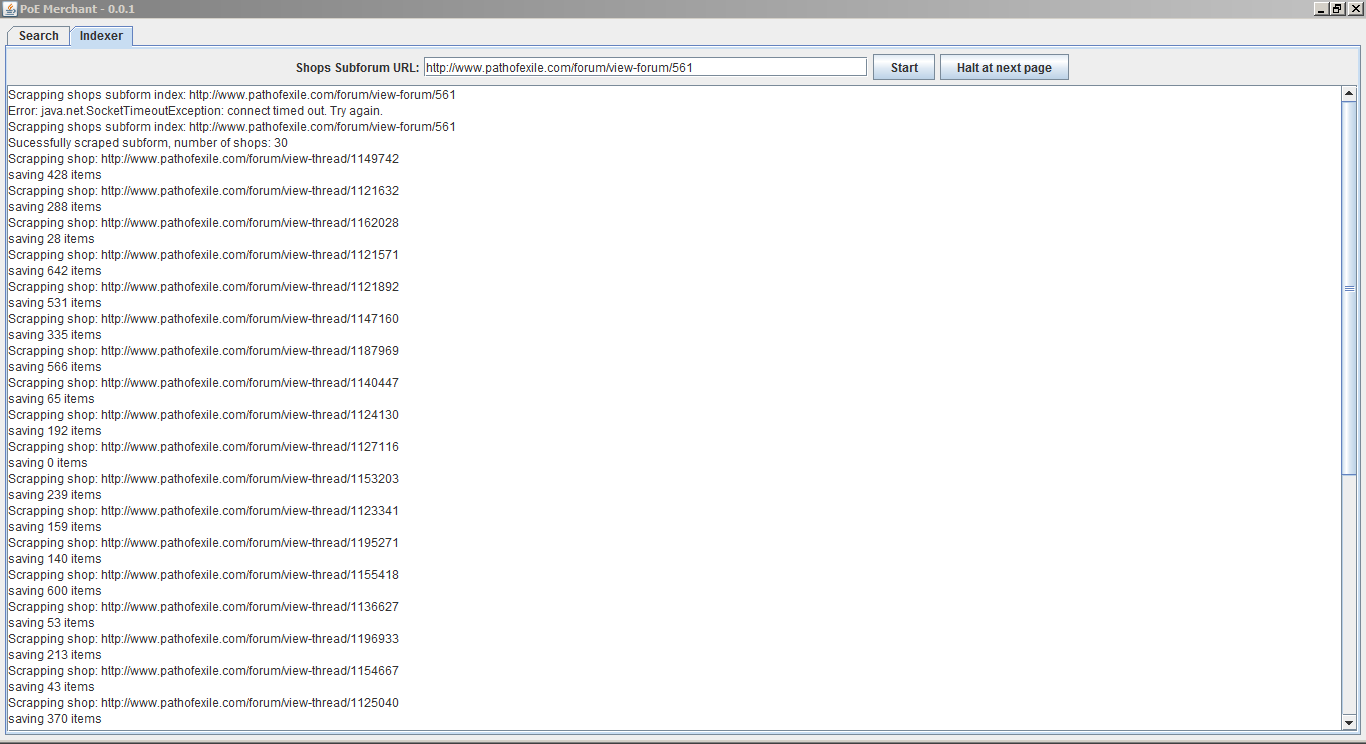 PoE Merchant - 0.0.1
Search Indexer
Shops Subforum URL: http://www.pathofexile.com/forum/view-forum/561 Start Halt at next page
Scrapping shops subform index: http://www.pathofexile.com/forum/view-forum/561
Error: java.net.SocketTimeoutException: connect timed out. Try again.
Scrapping shops subform index: http://www.pathofexile.com/forum/view-forum/561
Sucessfully scraped subform, number of shops: 30
Scrapping shop: http://www.pathofexile.com/forum/view-thread/1149742
saving 428 items
Scrapping shop: http://www.pathofexile.com/forum/view-thread/1121632
saving 288 items
Scrapping shop: http://www.pathofexile.com/forum/view-thread/1162028
saving 28 items
Scrapping shop: http://www.pathofexile.com/forum/view-thread/1121571
saving 642 items
Scrapping shop: http://www.pathofexile.com/forum/view-thread/1121892
saving 531 items
Scrapping shop: http://www.pathofexile.com/forum/view-thread/1147160
saving 335 items
Scrapping shop: http://www.pathofexile.com/forum/view-thread/1187969
saving 566 items
Scrapping shop: http://www.pathofexile.com/forum/view-thread/1140447
saving 65 items
Scrapping shop: http://www.pathofexile.com/forum/view-thread/1124130
saving 192 items
Scrapping shop: http://www.pathofexile.com/forum/view-thread/1127116
saving 0 items
Scrapping shop: http://www.pathofexile.com/forum/view-thread/1153203
saving 239 items
Scrapping shop: http://www.pathofexile.com/forum/view-thread/1123341
saving 159 items
Scrapping shop: http://www.pathofexile.com/forum/view-thread/1195271
saving 140 items
Scrapping shop: http://www.pathofexile.com/forum/view-thread/1155418
saving 600 items
Scrapping shop: http://www.pathofexile.com/forum/view-thread/1136627
saving 53 items
Scrapping shop: http://www.pathofexile.com/forum/view-thread/1196933
saving 213 items
Scrapping shop: http://www.pathofexile.com/forum/view-thread/1154667
saving 43 items
Scrapping shop: http://www.pathofexile.com/forum/view-thread/1125040
saving 370 items